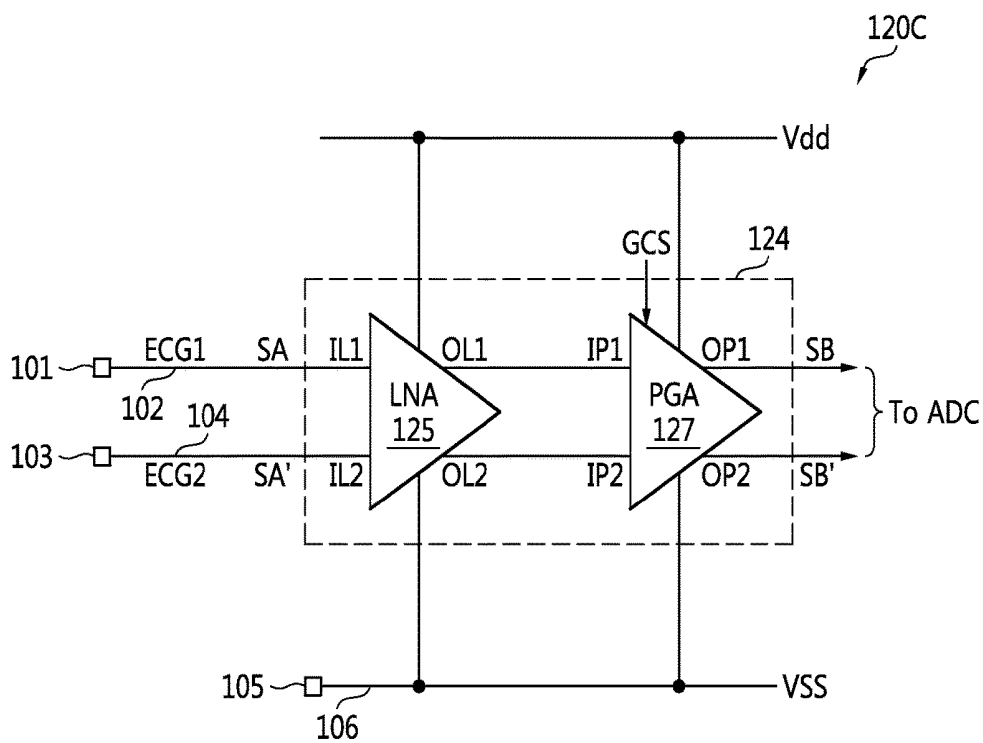 120C
Vdd
GCS
124
101 ECG1 SA IL1 OL1 IP1 OP1 SB
102
LNA
125
PGA
127
To ADC
104
103 ECG2 SA' IL2 OL2 IP2 OP2 SB'
105 VSS
106